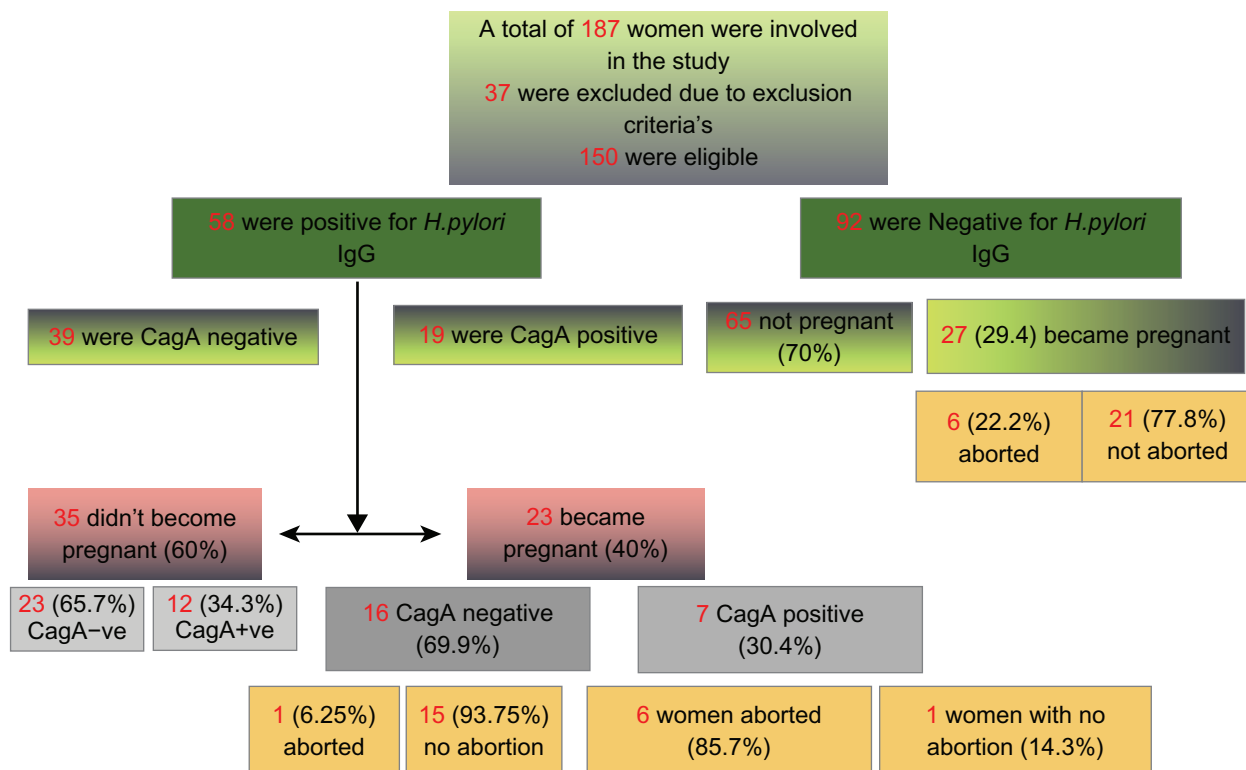 A total of 187 women were involved
in the study
37 were excluded due to exclusion
criteria's
150 were eligible
58 were positive for H.pylori
IgG
92 were Negative for H.pylori
IgG
39 were CagA negative
19 were CagA positive
65 not pregnant
(70%)
27 (29.4) became pregnant
6 (22.2%)
aborted
21 (77.8%)
not aborted
35 didn't become
pregnant (60%)
23 became
pregnant (40%)
23 (65.7%)
CagA−ve
12 (34.3%)
CagA+ve
16 CagA negative
(69.9%)
7 CagA positive
(30.4%)
1 (6.25%)
aborted
15 (93.75%)
no abortion
6 women aborted
(85.7%)
1 women with no
abortion (14.3%)